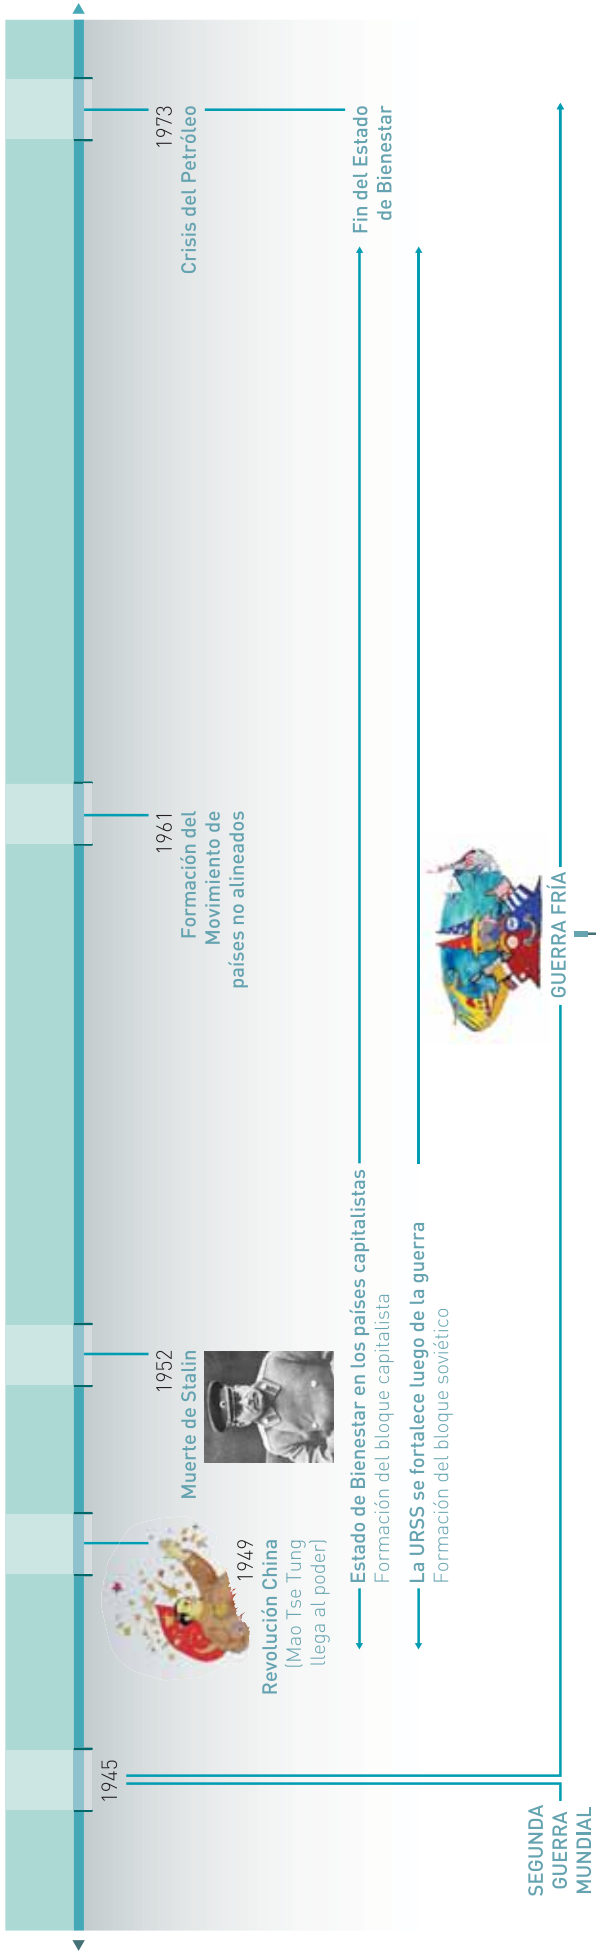 1945
SEGUNDA
GUERRA
MUNDIAL
1949
Revolución China
(Mao Tse Tung
llega al poder)
1952
Muerte de Stalin
1961
Formación del
Movimiento de
países no alineados
1973
Crisis del Petróleo
Estado de Bienestar en los países capitalistas
Formación del bloque capitalista
Fin del Estado
de Bienestar
La URSS se fortalece luego de la guerra
Formación del bloque soviético
GUERRA FRÍA